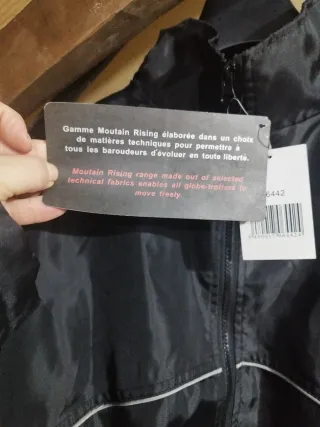 Gamme Moutain Rising élaborée dans un choix
de matières techniques pour permettre à
tous les baroudeurs d'évoluer en toute liberté.
Moutain Rising range made out of selected
technical fabrics enables all globe-trotters to
move freely.
6442